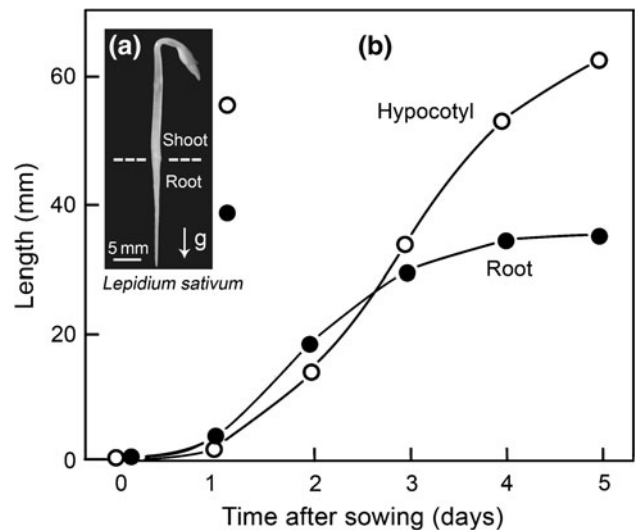 (a)
(b)
60
40
20
0
Length (mm)
Shoot
Root
5 mm
g
Lepidium sativum
Hypocotyl
Root
0 1 2 3 4 5
Time after sowing (days)